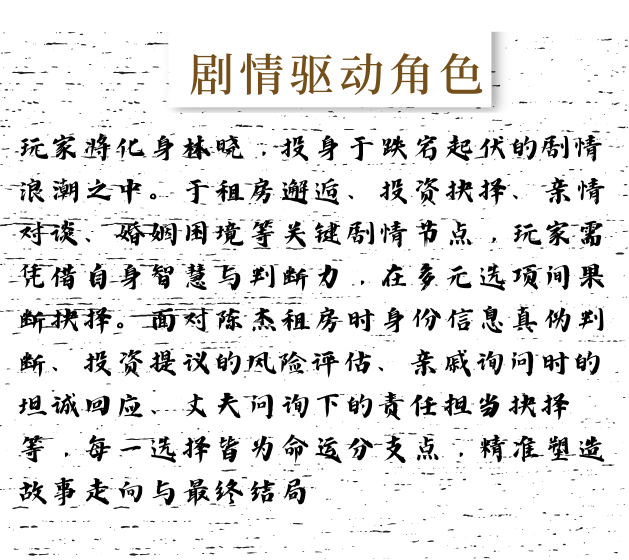 剧情驱动角色
玩家将化身林晓，投身于跌宕起伏的剧情
浪潮之中。于租房邂逅、投资抉择、亲情
对谈、婚姻困境等关键剧情节点，玩家需
凭借自身智慧与判断力，在多元选项间果
断抉择。面对陈杰租房时身份信息真伪判
断、投资提议的风险评估、亲戚询问时的
坦诚回应、丈夫问询下的责任担当抉择
等，每一选择皆为命运分支点，精准塑造
故事走向与最终结局